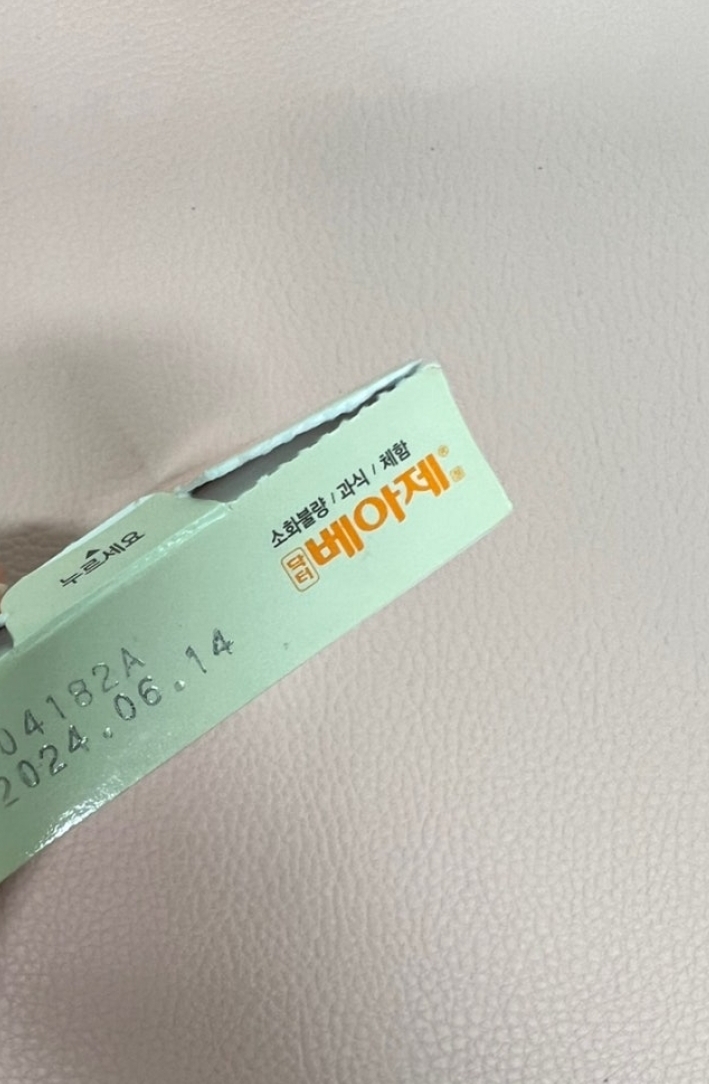 누르세요
소화불량 / 과식 / 체함
닥터 베아제®
04182A
2024.06.14